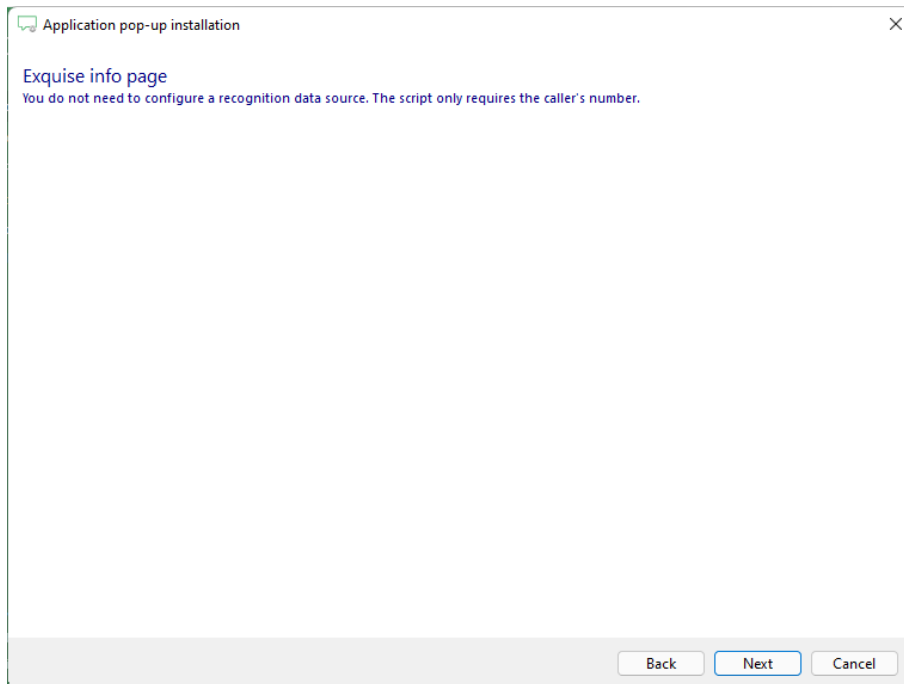 Application pop-up installation
Exquise info page
You do not need to configure a recognition data source. The script only requires the caller's number.
Back
Next
Cancel